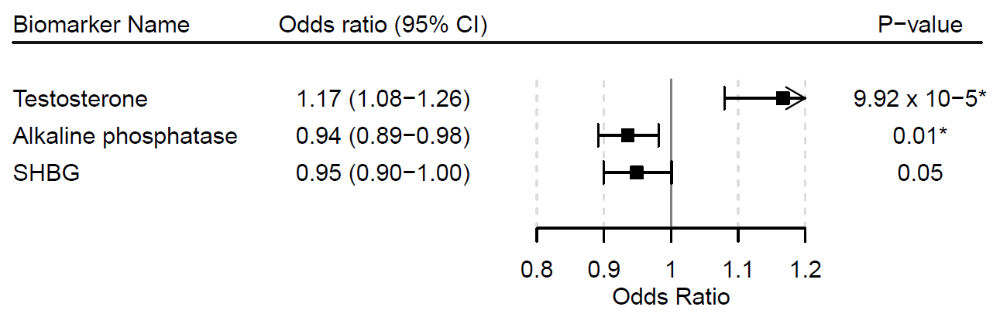 Biomarker Name Odds ratio (95% CI) P−value
Testosterone 1.17 (1.08−1.26) 9.92 x 10−5*
Alkaline phosphatase 0.94 (0.89−0.98) 0.01*
SHBG 0.95 (0.90−1.00) 0.05
0.8 0.9 1 1.1 1.2
Odds Ratio